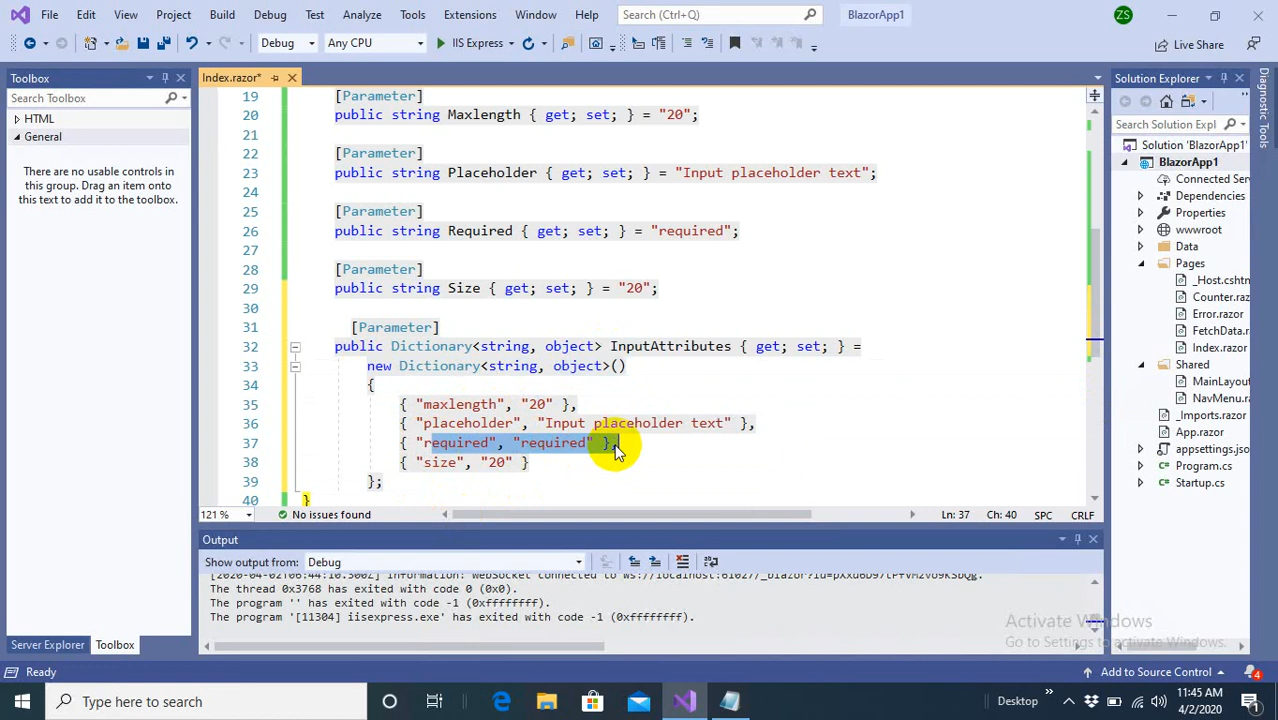 File Edit View Project Build Debug Test Analyze Tools Extensions Window Help Search (Ctrl+Q) BlazorApp1 ZS
Debug Any CPU IIS Express Live Share
Toolbox
Search Toolbox
HTML
General
There are no usable controls in
this group. Drag an item onto
this text to add it to the toolbox.
Server Explorer Toolbox
Index.razor*
19 [Parameter]
20 public string Maxlength { get; set; } = "20";
21
22 [Parameter]
23 public string Placeholder { get; set; } = "Input placeholder text";
24
25 [Parameter]
26 public string Required { get; set; } = "required";
27
28 [Parameter]
29 public string Size { get; set; } = "20";
30
31 [Parameter]
32 public Dictionary<string, object> InputAttributes { get; set; } =
33 new Dictionary<string, object>()
34 {
35 { "maxlength", "20" },
36 { "placeholder", "Input placeholder text" },
37 { "required", "required" },
38 { "size", "20" }
39 };
40 }
121 % No issues found Ln: 37 Ch: 40 SPC CRLF
Output
Show output from: Debug
The thread 0x3768 has exited with code 0 (0x0).
The program '' has exited with code -1 (0xffffffff).
The program '[11304] iisexpress.exe' has exited with code -1 (0xffffffff).
Solution Explorer
Search Solution Expl
Solution 'BlazorApp1'
BlazorApp1
Connected Ser
Dependencies
Properties
wwwroot
Data
Pages
_Host.cshtn
Counter.raz
Error.razor
FetchData.
Index.razor
Shared
MainLayout
NavMenu.r
_Imports.razor
App.razor
appsettings.jso
Program.cs
Startup.cs
Diagnostic Tools
Activate Windows
Go to Settings to activate Windows.
Ready Add to Source Control 4
Type here to search Desktop 11:45 AM
4/2/2020 1